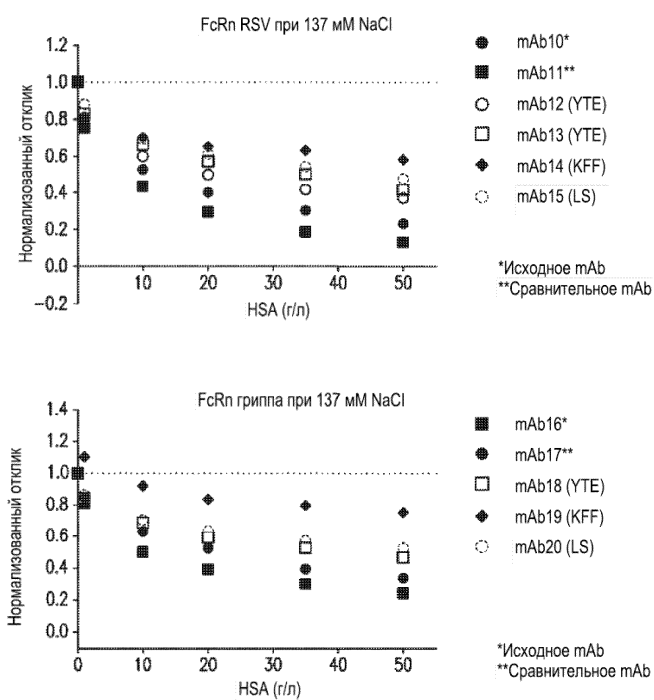 FcRn RSV при 137 мМ NaCl
Нормализованный отклик
1.0
0.8
0.6
0.4
0.2
0.0
−0.2
10
20
30
40
50
HSA (г/л)
mAb10*
mAb11**
mAb12 (YTE)
mAb13 (YTE)
mAb14 (KFF)
mAb15 (LS)
*Исходное mAb
**Сравнительное mAb
FcRn гриппа при 137 мМ NaCl
Нормализованный отклик
1.4
1.2
1.0
0.8
0.6
0.4
0.2
0.0
0
10
20
30
40
50
HSA (г/л)
mAb16*
mAb17**
mAb18 (YTE)
mAb19 (KFF)
mAb20 (LS)
*Исходное mAb
**Сравнительное mAb